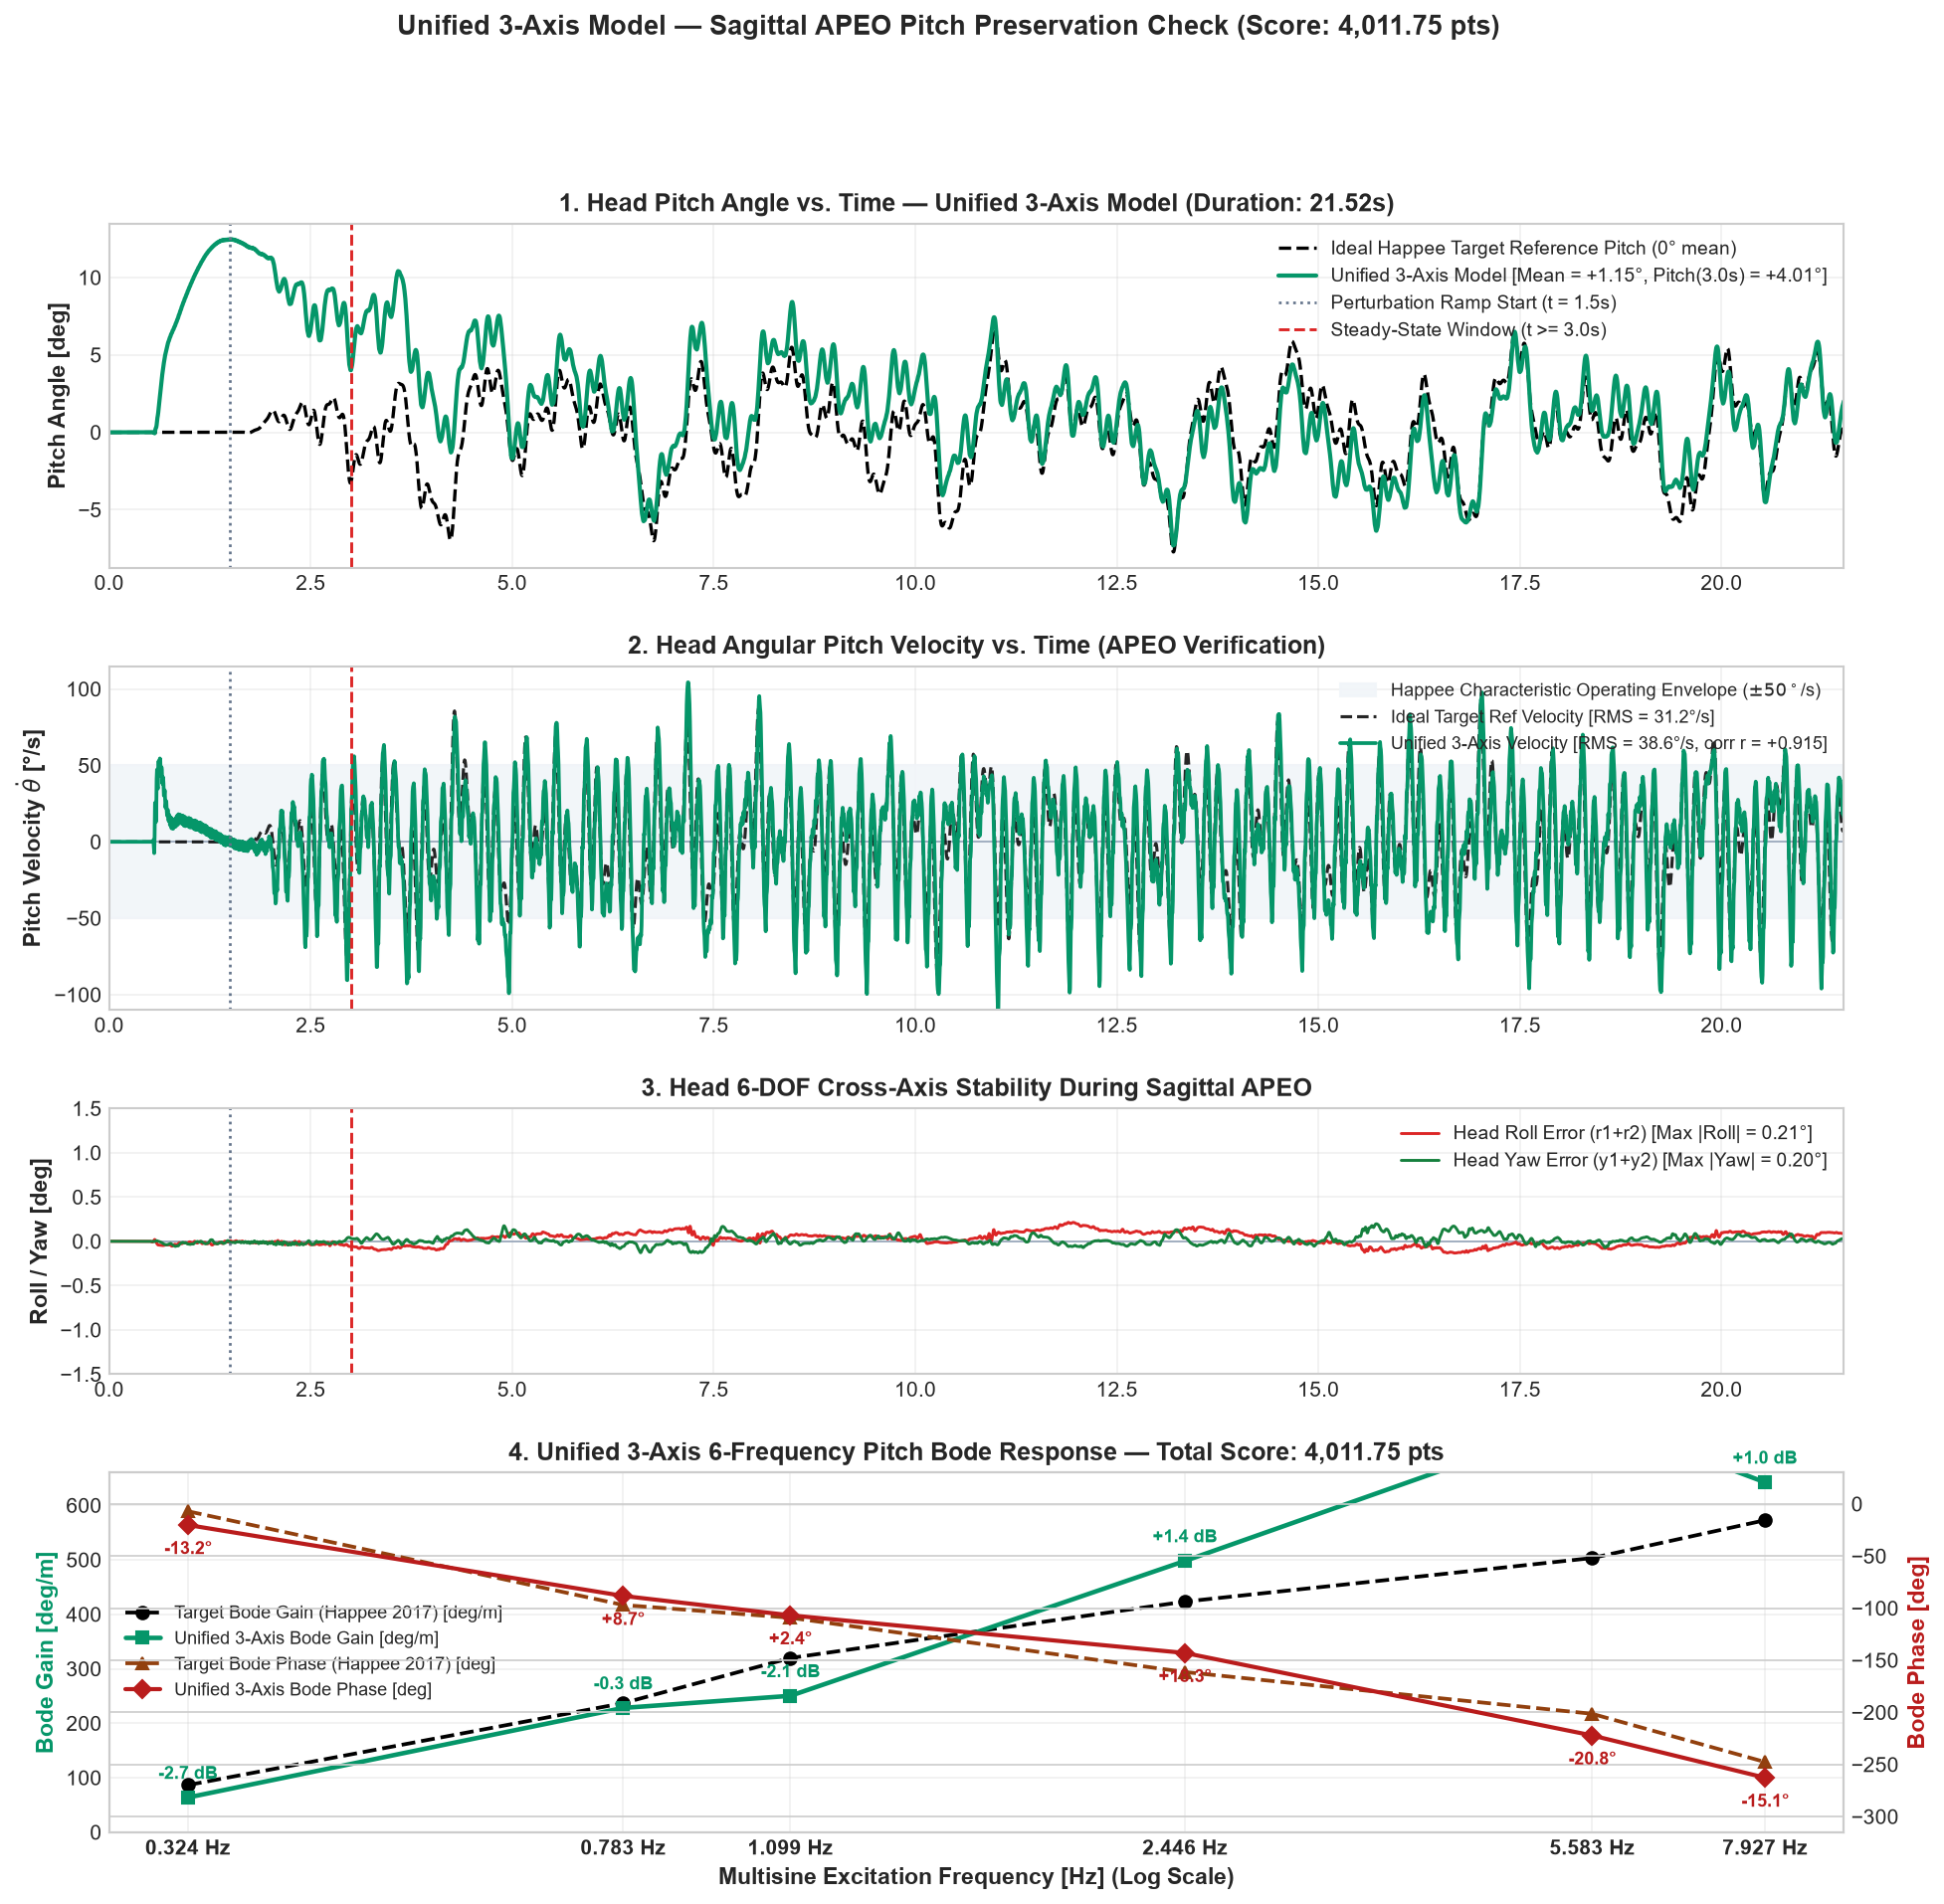 Unified 3-Axis Model — Sagittal APEO Pitch Preservation Check (Score: 4,011.75 pts)
1. Head Pitch Angle vs. Time — Unified 3-Axis Model (Duration: 21.52s)
Pitch Angle [deg]
10
5
0
−5
Ideal Happee Target Reference Pitch (0° mean)
Unified 3-Axis Model [Mean = +1.15°, Pitch(3.0s) = +4.01°]
Perturbation Ramp Start (t = 1.5s)
Steady-State Window (t >= 3.0s)
0.0 2.5 5.0 7.5 10.0 12.5 15.0 17.5 20.0
2. Head Angular Pitch Velocity vs. Time (APEO Verification)
Pitch Velocity θ̇ [°/s]
100
50
0
−50
−100
Happee Characteristic Operating Envelope (±50°/s)
Ideal Target Ref Velocity [RMS = 31.2°/s]
Unified 3-Axis Velocity [RMS = 38.6°/s, corr r = +0.915]
0.0 2.5 5.0 7.5 10.0 12.5 15.0 17.5 20.0
3. Head 6-DOF Cross-Axis Stability During Sagittal APEO
Roll / Yaw [deg]
1.5
1.0
0.5
0.0
−0.5
−1.0
−1.5
Head Roll Error (r1+r2) [Max |Roll| = 0.21°]
Head Yaw Error (y1+y2) [Max |Yaw| = 0.20°]
0.0 2.5 5.0 7.5 10.0 12.5 15.0 17.5 20.0
4. Unified 3-Axis 6-Frequency Pitch Bode Response — Total Score: 4,011.75 pts
Bode Gain [deg/m]
600
500
400
300
200
100
0
Target Bode Gain (Happee 2017) [deg/m]
Unified 3-Axis Bode Gain [deg/m]
Target Bode Phase (Happee 2017) [deg]
Unified 3-Axis Bode Phase [deg]
-2.7 dB
-0.3 dB
-2.1 dB
+1.4 dB
+1.0 dB
-13.2°
+8.7°
+2.4°
+18.3°
-20.8°
-15.1°
0
−50
−100
−150
−200
−250
−300
Bode Phase [deg]
0.324 Hz 0.783 Hz 1.099 Hz 2.446 Hz 5.583 Hz 7.927 Hz
Multisine Excitation Frequency [Hz] (Log Scale)